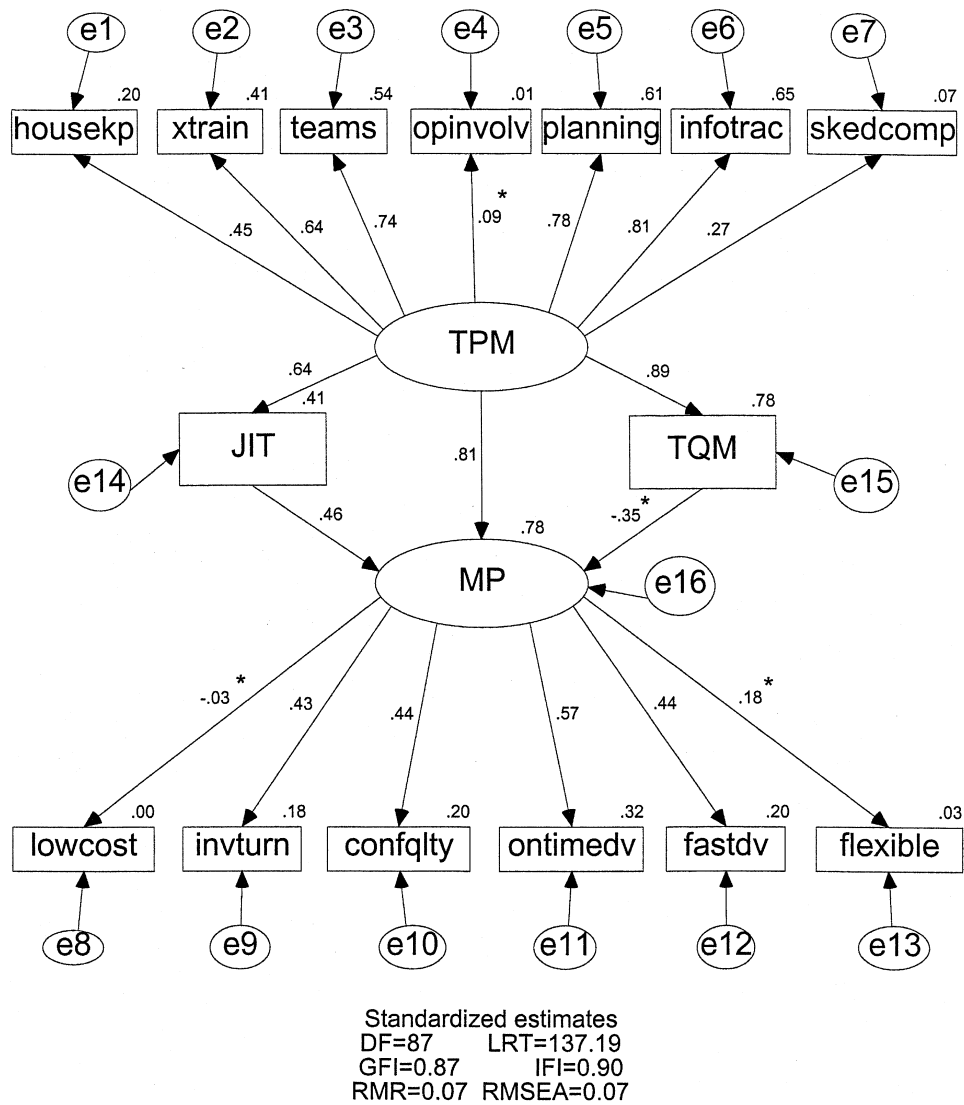 e1 e2 e3 e4 e5 e6 e7
.20 .41 .54 .01 .61 .65 .07
housekp xtrain teams opinvolv planning infotrac skedcomp
.45 .64 .74 .09 * .78 .81 .27
TPM
.64 .89
.41 .78
JIT TQM
.81
e14 e15
.46 -.35 *
.78
MP
e16
-.03 * .43 .44 .57 .44 .18 *
.00 .18 .20 .32 .20 .03
lowcost invturn confqlty ontimedv fastdv flexible
e8 e9 e10 e11 e12 e13
Standardized estimates
DF=87 LRT=137.19
GFI=0.87 IFI=0.90
RMR=0.07 RMSEA=0.07